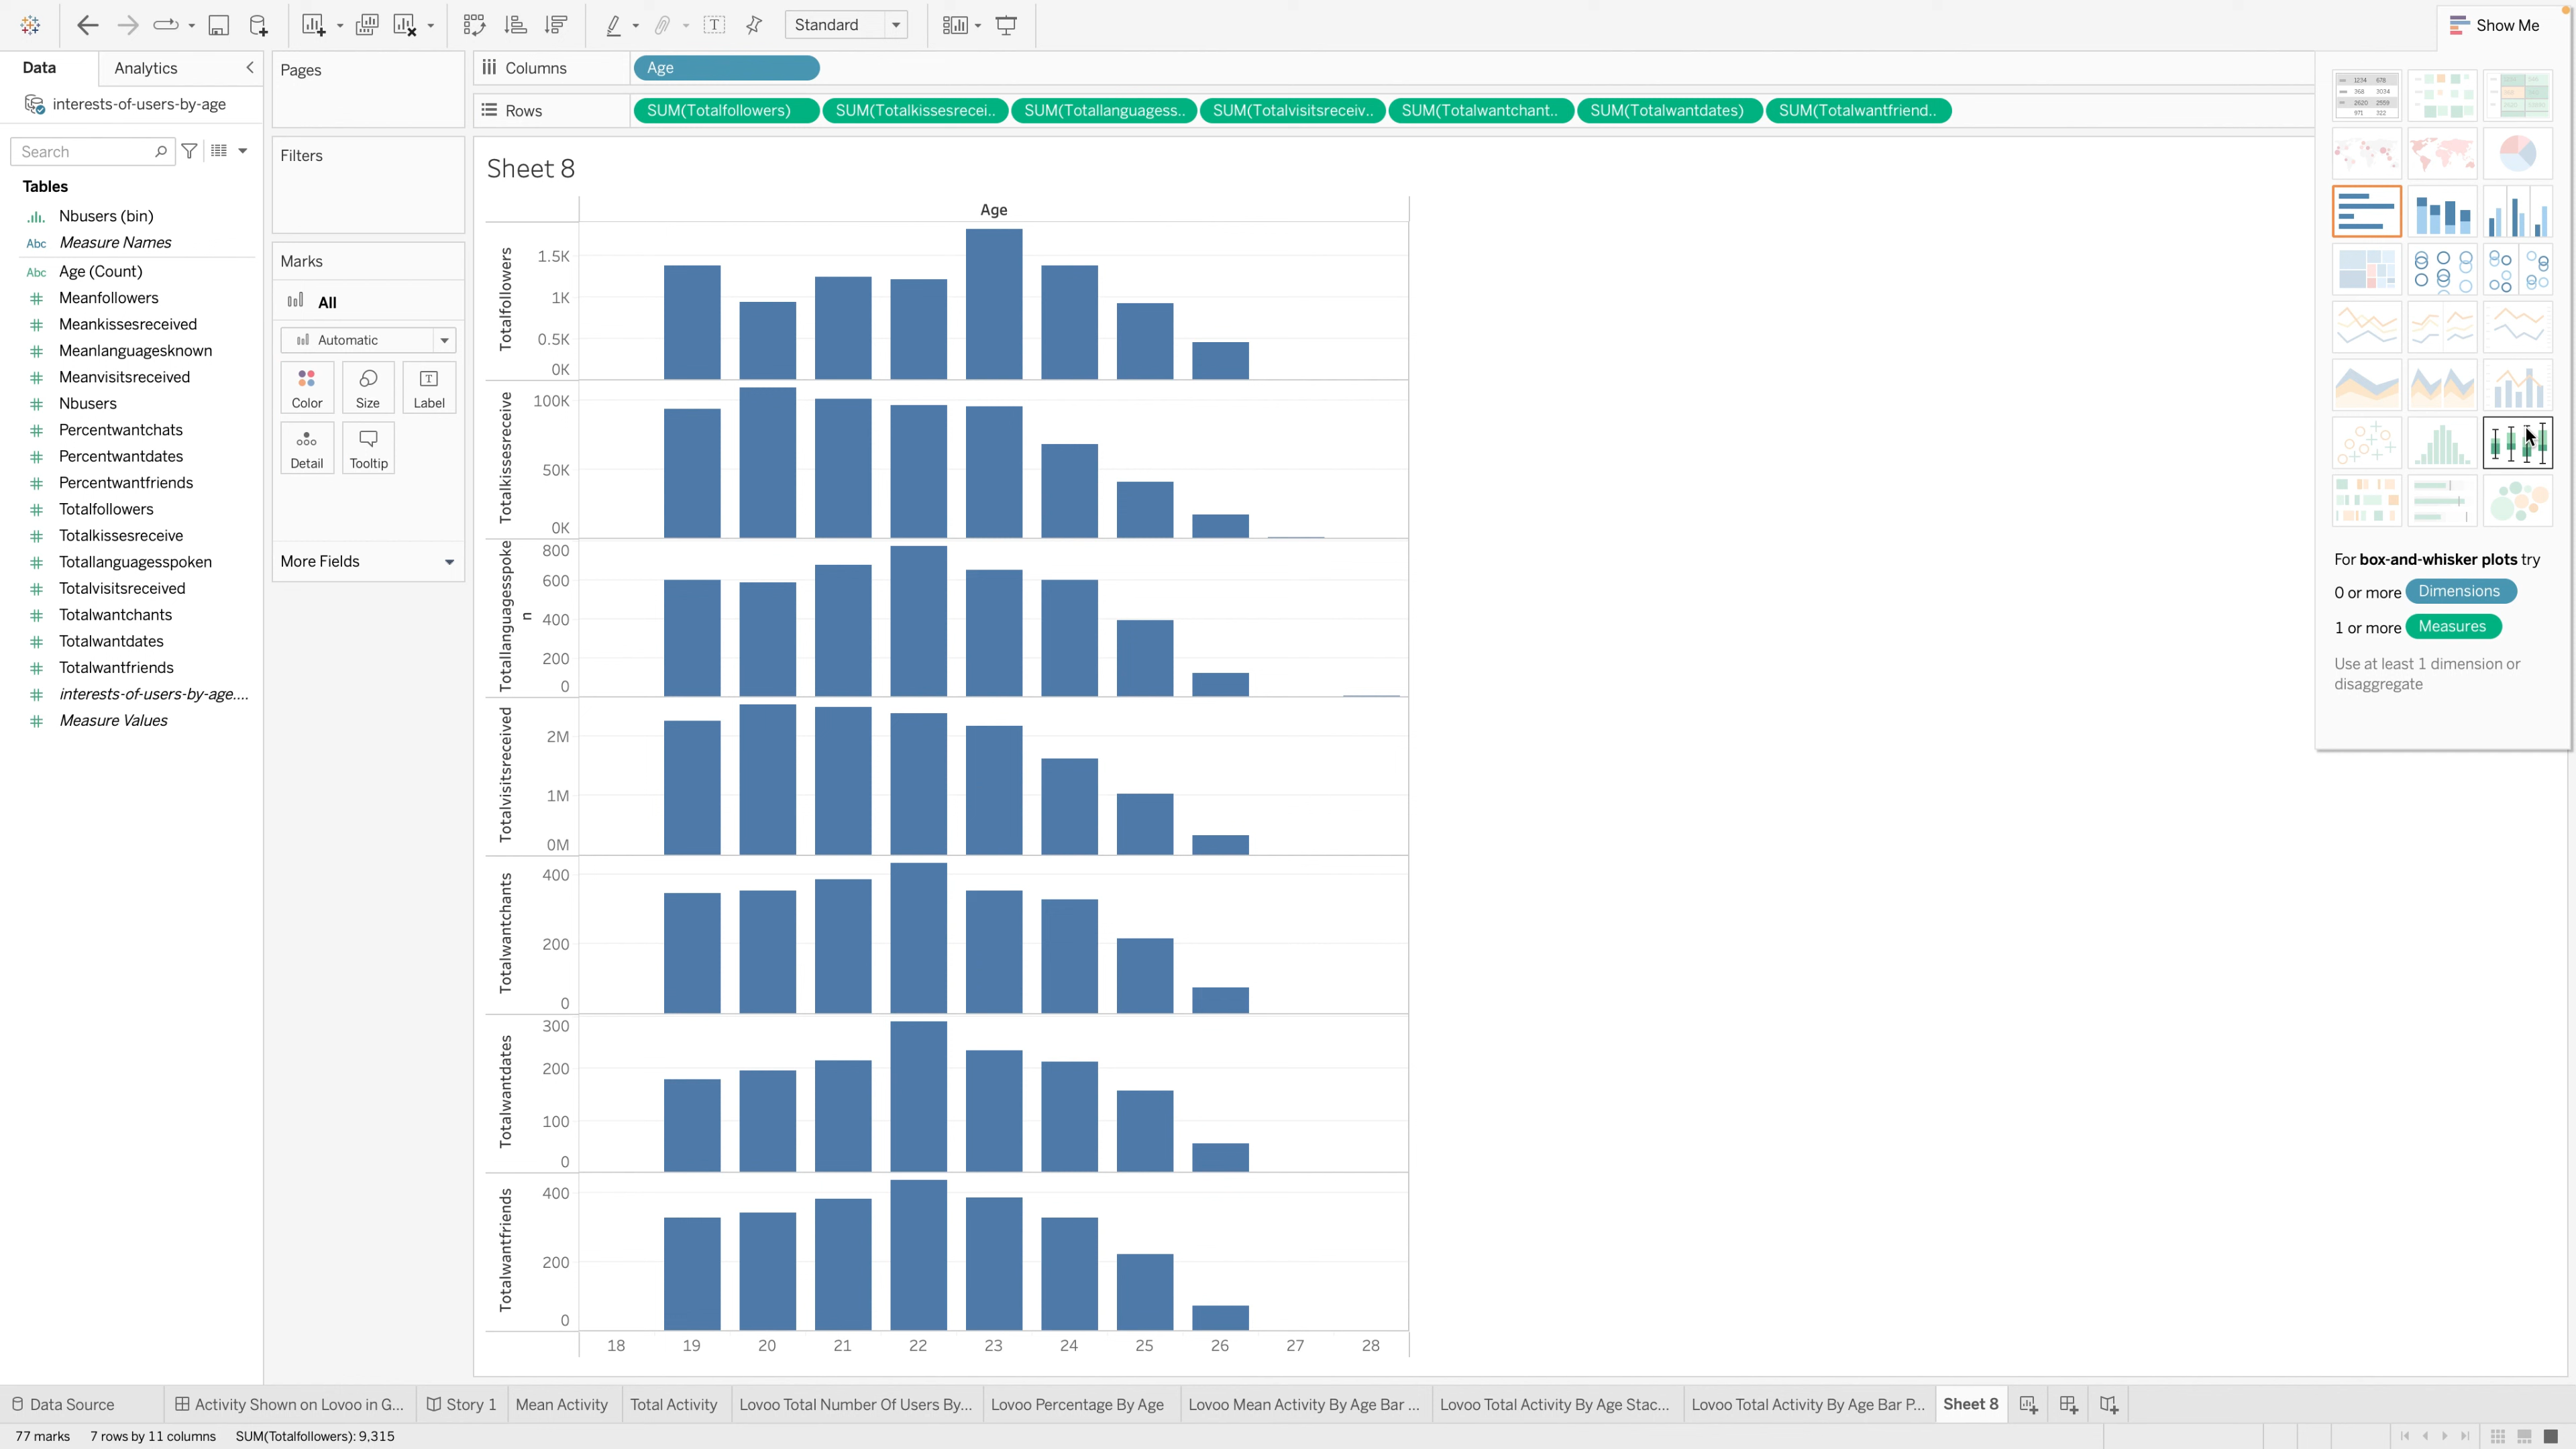 Standard
Show Me
Data
Analytics
interests-of-users-by-age
Search
Tables
Nbusers (bin)
Abc Measure Names
Abc Age (Count)
Meanfollowers
Meankissesreceived
Meanlanguagesknown
Meanvisitsreceived
Nbusers
Percentwantchats
Percentwantdates
Percentwantfriends
Totalfollowers
Totalkissesreceive
Totallanguagesspoken
Totalvisitsreceived
Totalwantchants
Totalwantdates
Totalwantfriends
interests-of-users-by-age....
Measure Values
Pages
Filters
Marks
All
Automatic
Color
Size
Label
Detail
Tooltip
More Fields
Columns
Age
Rows
SUM(Totalfollowers)
SUM(Totalkissesrecei..
SUM(Totallanguagess..
SUM(Totalvisitsreceiv..
SUM(Totalwantchant..
SUM(Totalwantdates)
SUM(Totalwantfriend..
Sheet 8
Age
Totalfollowers
1.5K
1K
0.5K
0K
Totalkissesreceive
100K
50K
0K
Totallanguagesspoke
n
800
600
400
200
0
Totalvisitsreceived
2M
1M
0M
Totalwantchants
400
200
0
Totalwantdates
300
200
100
0
Totalwantfriends
400
200
0
18 19 20 21 22 23 24 25 26 27 28
1234 678
368 3034
2620 2559
971 322
For box-and-whisker plots try
0 or more Dimensions
1 or more Measures
Use at least 1 dimension or
disaggregate
Data Source
Activity Shown on Lovoo in G...
Story 1
Mean Activity
Total Activity
Lovoo Total Number Of Users By...
Lovoo Percentage By Age
Lovoo Mean Activity By Age Bar ...
Lovoo Total Activity By Age Stac...
Lovoo Total Activity By Age Bar P...
Sheet 8
77 marks 7 rows by 11 columns SUM(Totalfollowers): 9,315